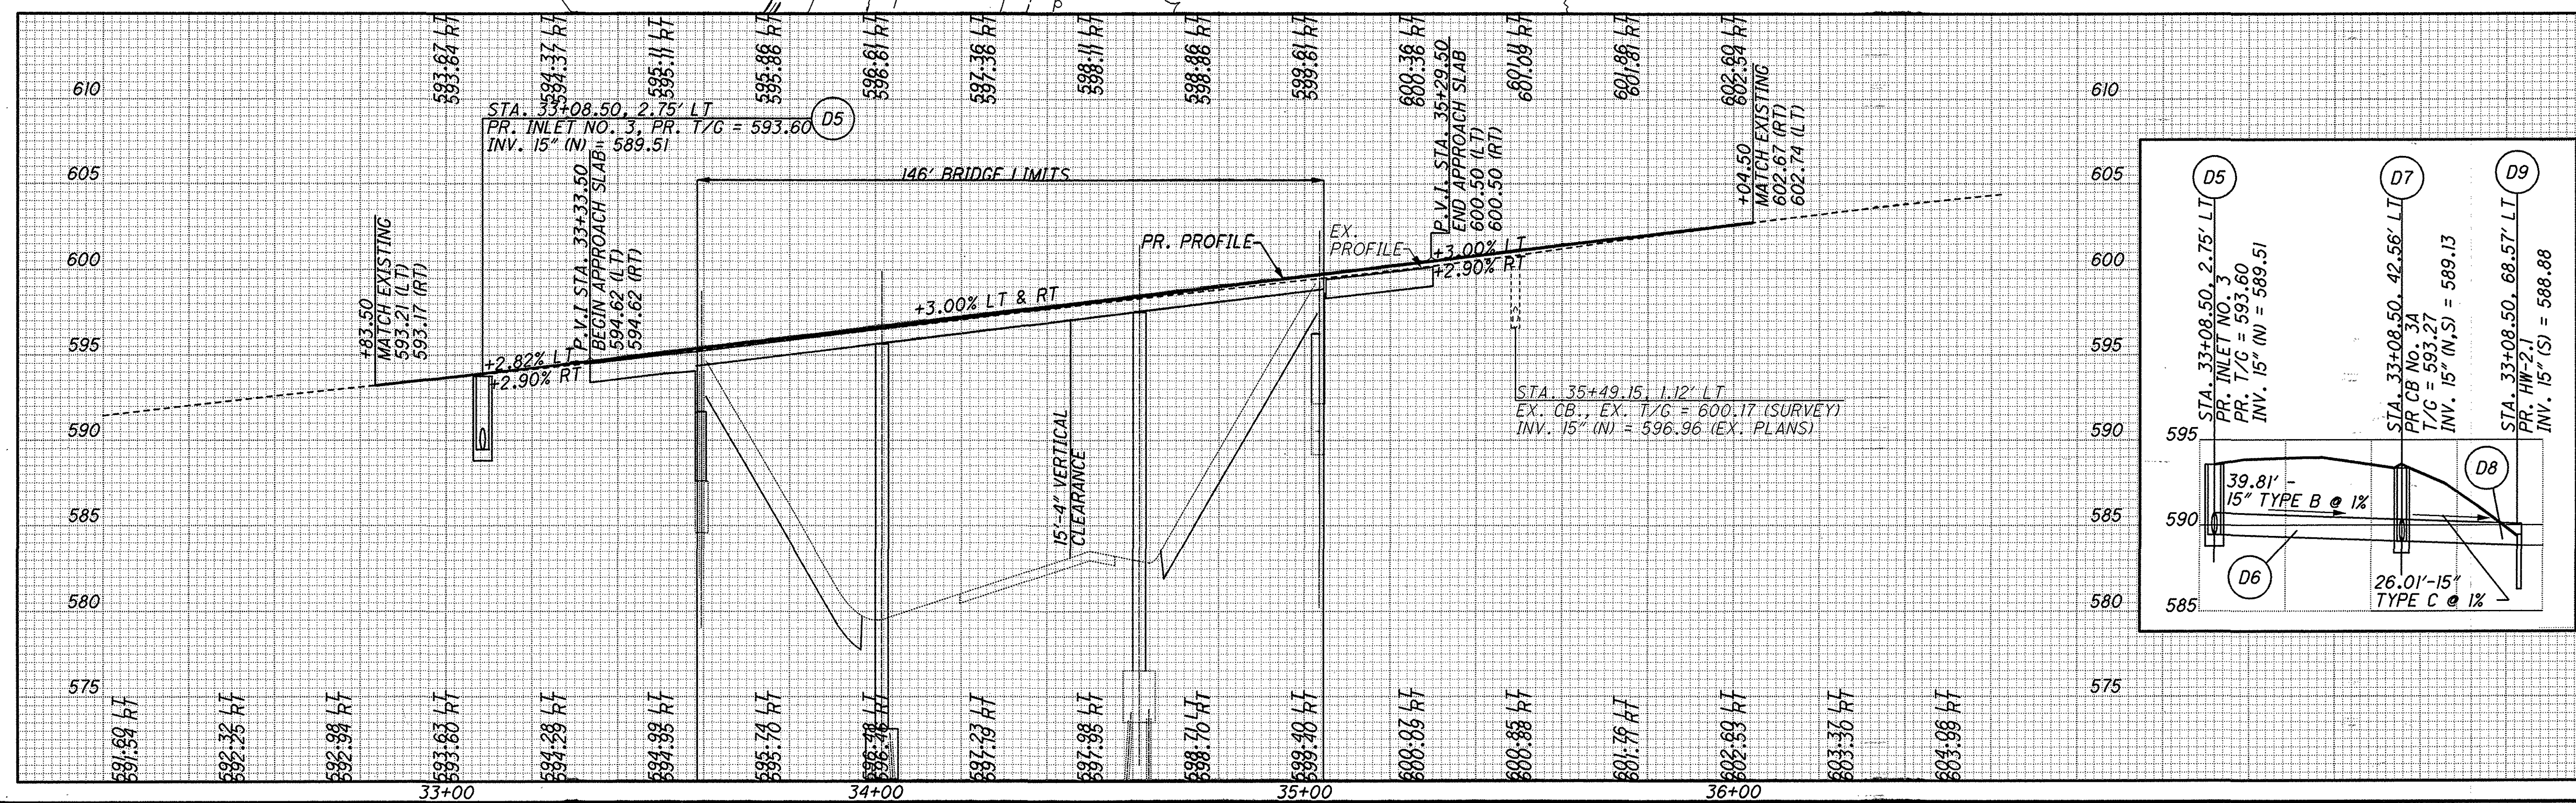 593.67 LT
593.64 RT
594.37 LT
594.37 RT
595.11 LT
595.11 RT
595.86 LT
595.86 RT
596.61 LT
596.61 RT
597.36 LT
597.36 RT
598.11 LT
598.11 RT
598.86 LT
598.86 RT
599.61 LT
599.61 RT
600.36 LT
600.36 RT
601.11 LT
601.09 RT
601.86 LT
601.81 RT
602.60 LT
602.54 RT
610
605
600
595
590
585
580
575
STA. 33+08.50, 2.75' LT
PR. INLET NO. 3, PR. T/G = 593.60
INV. 15" (N) = 589.51
D5
+83.50
MATCH EXISTING
593.21 (LT)
593.17 (RT)
P.V.I STA. 33+33.50
BEGIN APPROACH SLAB
594.62 (LT)
594.62 (RT)
+2.82% LT
+2.90% RT
146' BRIDGE LIMITS
+3.00% LT & RT
15'-4" VERTICAL
CLEARANCE
PR. PROFILE
EX.
PROFILE
P.V.I. STA. 35+29.50
END APPROACH SLAB
600.50 (LT)
600.50 (RT)
+3.00% LT
+2.90% RT
+04.50
MATCH EXISTING
602.67 (RT)
602.74 (LT)
STA. 35+49.15, 1.12' LT
EX. CB., EX. T/G = 600.17 (SURVEY)
INV. 15" (N) = 596.96 (EX. PLANS)
610
605
600
595
590
585
580
575
591.60 LT
591.54 RT
592.32 LT
592.25 RT
592.98 LT
592.94 RT
593.63 LT
593.60 RT
594.28 LT
594.29 RT
594.99 LT
594.95 RT
595.74 LT
595.70 RT
596.48 LT
596.46 RT
597.23 LT
597.19 RT
597.98 LT
597.95 RT
598.71 LT
598.70 RT
599.40 LT
599.40 RT
600.07 LT
600.09 RT
600.85 LT
600.88 RT
601.76 LT
601.71 RT
602.60 LT
602.53 RT
603.37 LT
603.30 RT
604.06 LT
603.99 RT
33+00
34+00
35+00
36+00
D5
D7
D9
STA. 33+08.50, 2.75' LT
PR. INLET NO. 3
PR. T/G = 593.60
INV. 15" (N) = 589.51
STA. 33+08.50, 42.56' LT
PR CB No. 3A
T/G = 593.27
INV. 15" (N,S) = 589.13
STA. 33+08.50, 68.57' LT
PR. HW-2.1
INV. 15" (S) = 588.88
595
590
585
39.81' -
15" TYPE B @ 1%
D8
D6
26.01'-15"
TYPE C @ 1%